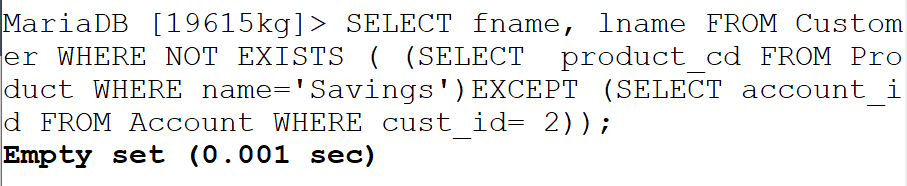 MariaDB [19615kg]> SELECT fname, lname FROM Custom
er WHERE NOT EXISTS ( (SELECT  product_cd FROM Pro
duct WHERE name='Savings')EXCEPT (SELECT account_i
d FROM Account WHERE cust_id= 2));
Empty set (0.001 sec)